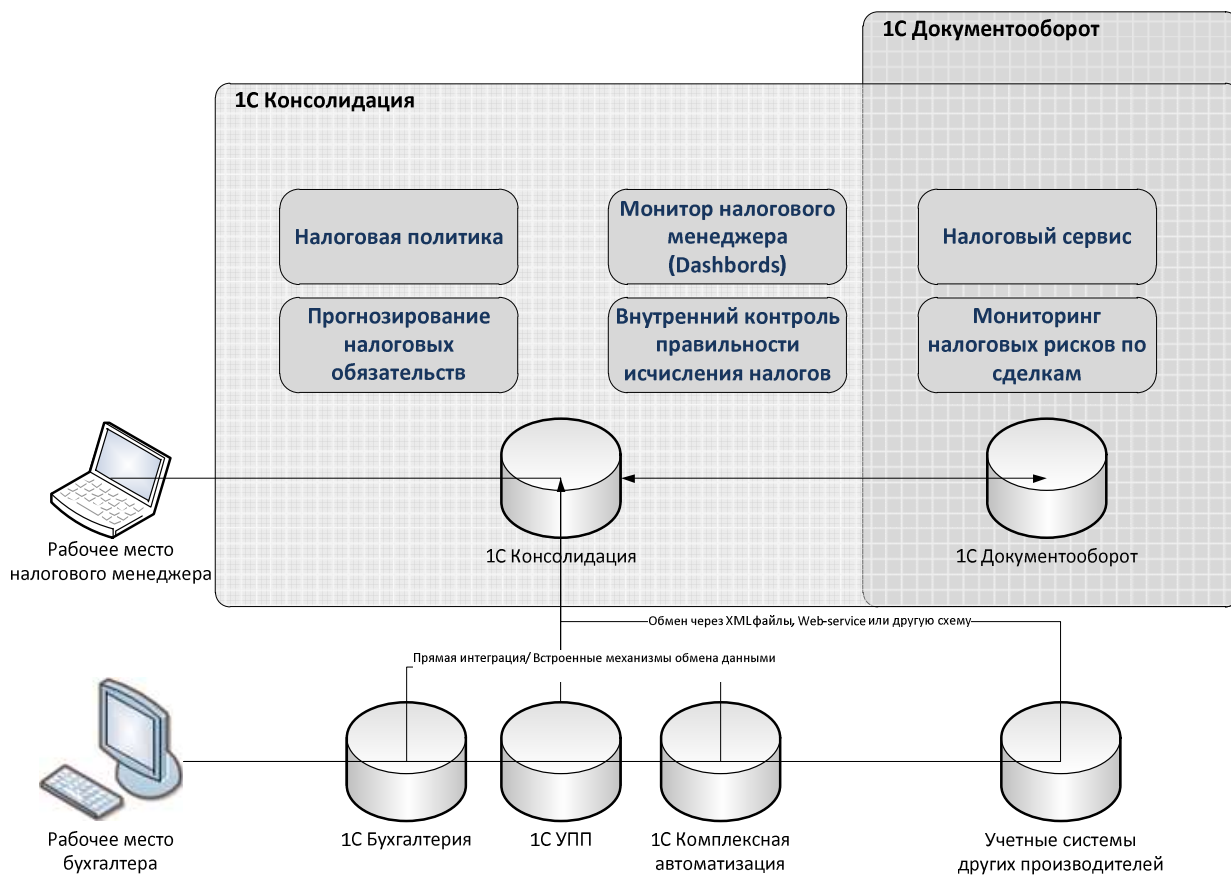 1С Документооборот
1С Консолидация
Налоговая политика
Монитор налогового
менеджера
(Dashbords)
Налоговый сервис
Прогнозирование
налоговых
обязательств
Внутренний контроль
правильности
исчисления налогов
Мониторинг
налоговых рисков по
сделкам
Рабочее место
налогового менеджера
1С Консолидация
1С Документооборот
Обмен через XML файлы, Web-service или другую схему
Прямая интеграция/ Встроенные механизмы обмена данными
Рабочее место
бухгалтера
1С Бухгалтерия
1С УПП
1С Комплексная
автоматизация
Учетные системы
других производителей